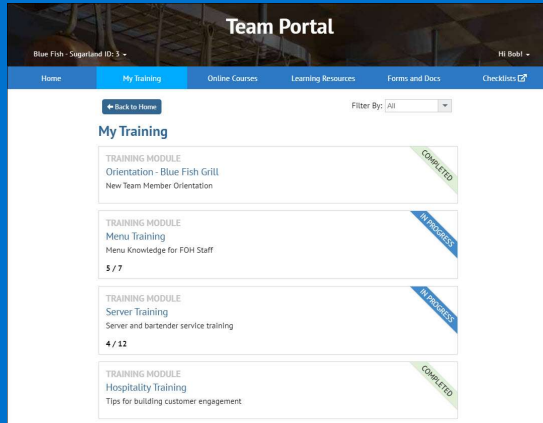 Team Portal
Blue Fish - Sugarland ID: 3
Hi Bob!
Home My Training Online Courses Learning Resources Forms and Docs Checklists
Back to Home
Filter By: All
My Training
TRAINING MODULE
COMPLETED
Orientation - Blue Fish Grill
New Team Member Orientation
TRAINING MODULE
IN PROGRESS
Menu Training
Menu Knowledge for FOH Staff
5 / 7
TRAINING MODULE
IN PROGRESS
Server Training
Server and bartender service training
4 / 12
TRAINING MODULE
COMPLETED
Hospitality Training
Tips for building customer engagement